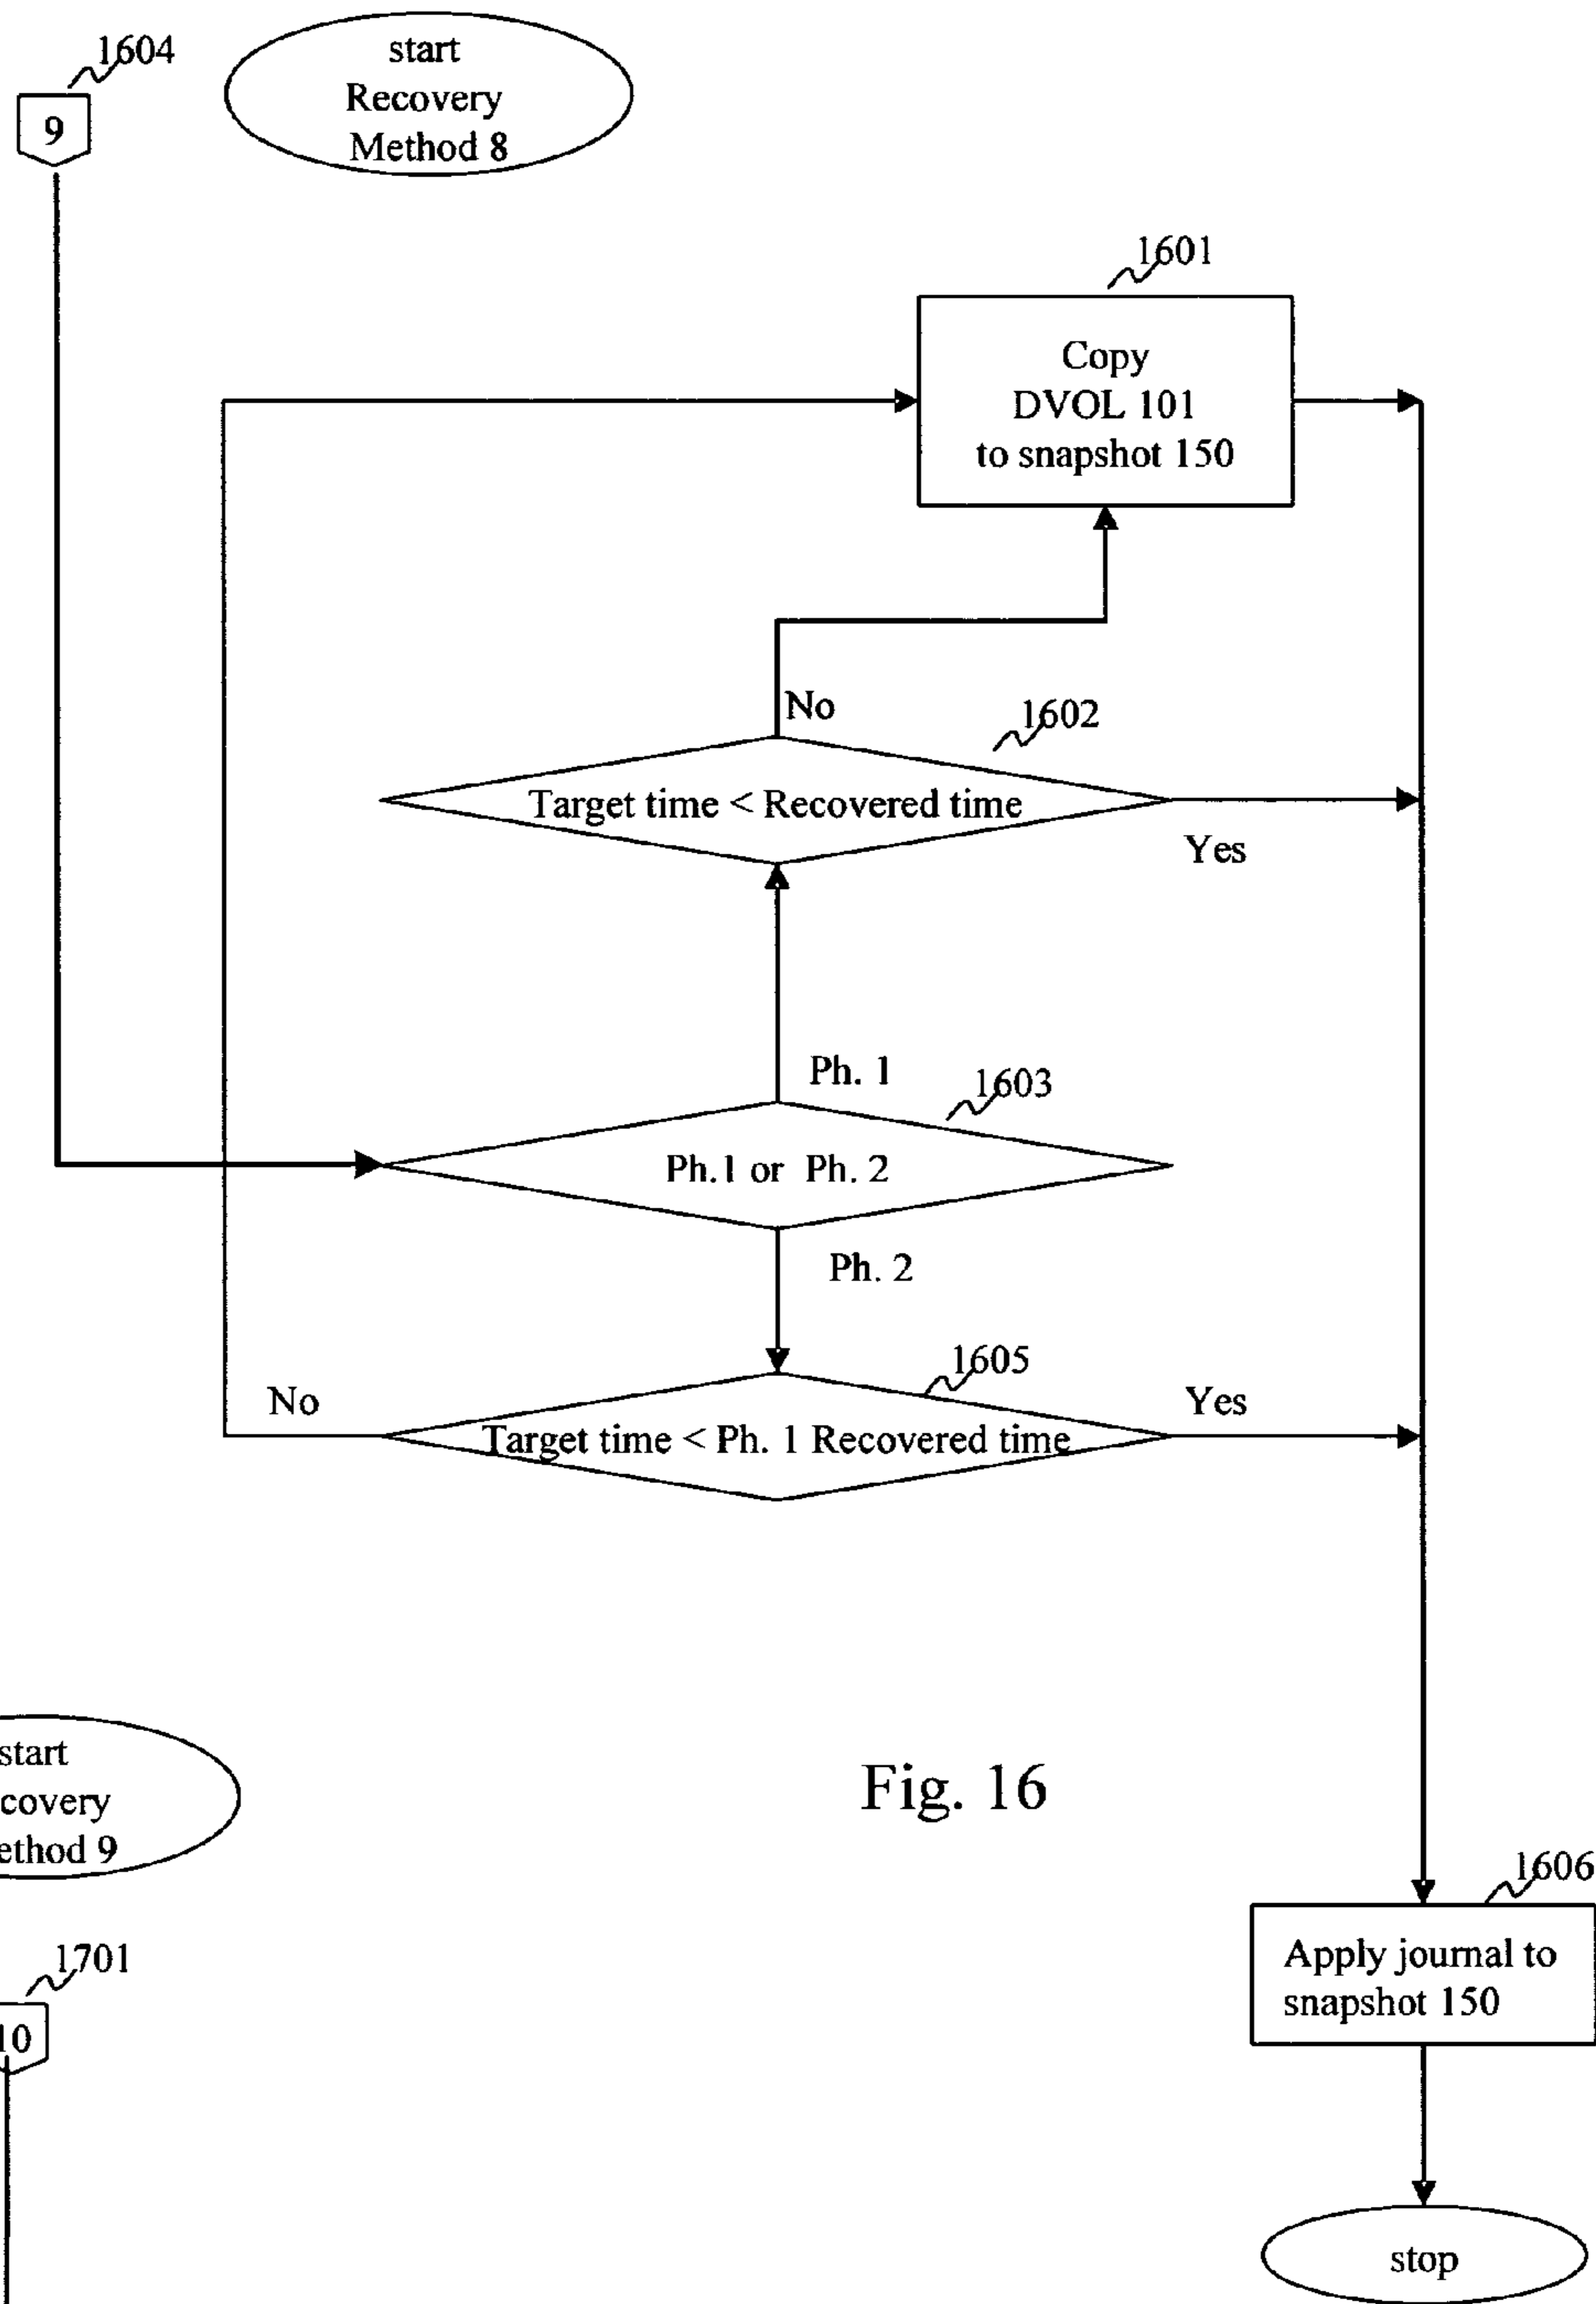 1604
9
start
Recovery
Method 8
1601
Copy
DVOL 101
to snapshot 150
No
1602
Target time < Recovered time
Yes
Ph. 1
1603
Ph.1 or Ph. 2
Ph. 2
1605
No
Yes
Target time < Ph. 1 Recovered time
start
covery
ethod 9
Fig. 16
1606
Apply journal to
snapshot 150
1701
10
stop